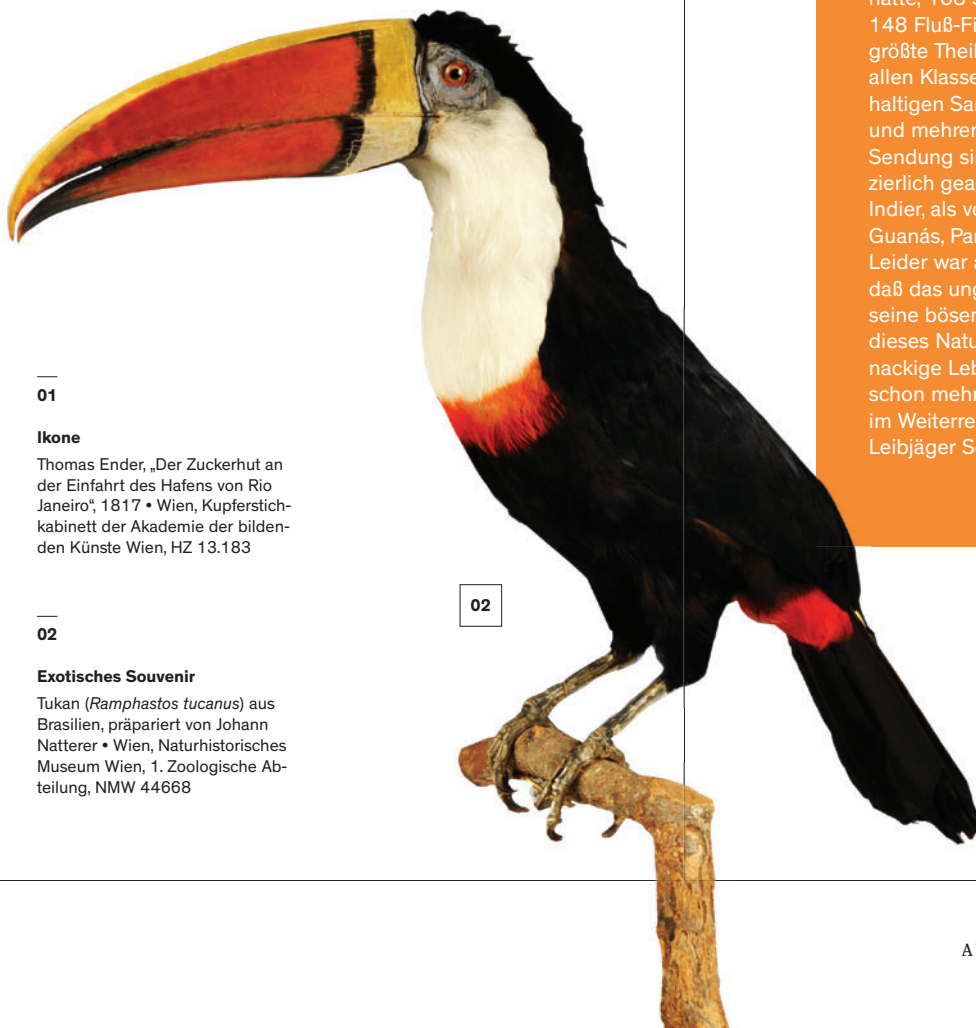 01
Ikone
Thomas Ender, „Der Zuckerhut an
der Einfahrt des Hafens von Rio
Janeiro“, 1817 • Wien, Kupferstich-
kabinett der Akademie der bilden-
den Künste Wien, HZ 13.183
02
Exotisches Souvenir
Tukan (Ramphastos tucanus) aus
Brasilien, präpariert von Johann
Natterer • Wien, Naturhistorisches
Museum Wien, 1. Zoologische Ab-
teilung, NMW 44668
02
148 Fluß-Fi
größte Theil
allen Klasse
haltigen Sa
und mehrer
Sendung si
zierlich gea
Indier, als v
Guanás, Par
Leider war a
daß das ung
seine böser
dieses Natu
nackige Leb
schon mehr
im Weiterre
Leibjäger S
A